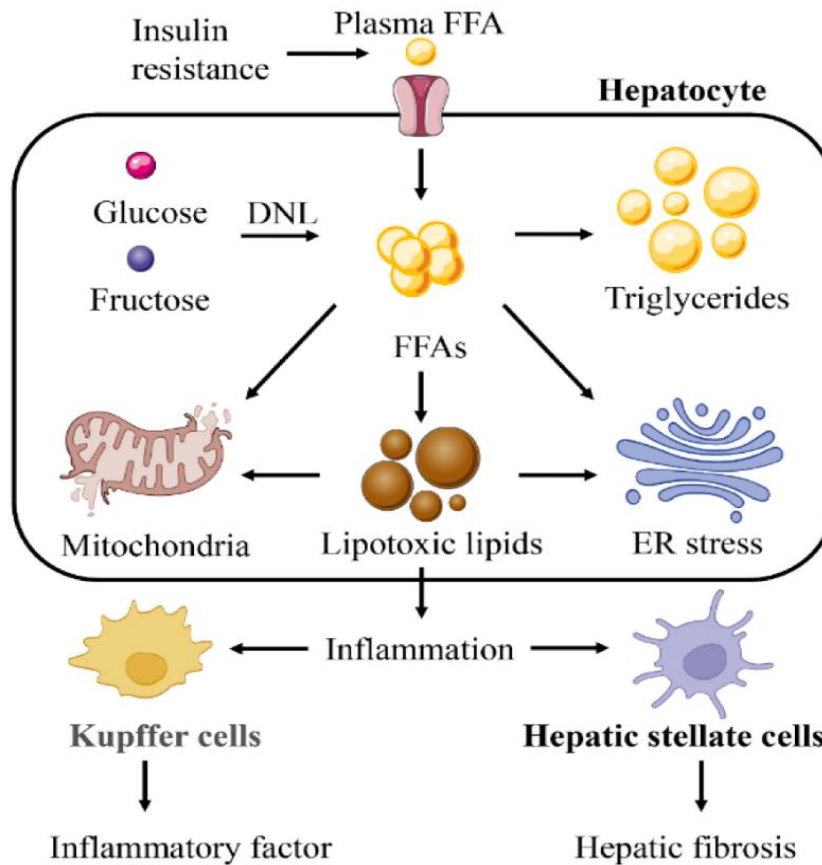 Insulin
resistance
Plasma FFA
Hepatocyte
Glucose
DNL
Fructose
FFAs
Triglycerides
Mitochondria
Lipotoxic lipids
ER stress
Inflammation
Kupffer cells
Hepatic stellate cells
Inflammatory factor
Hepatic fibrosis